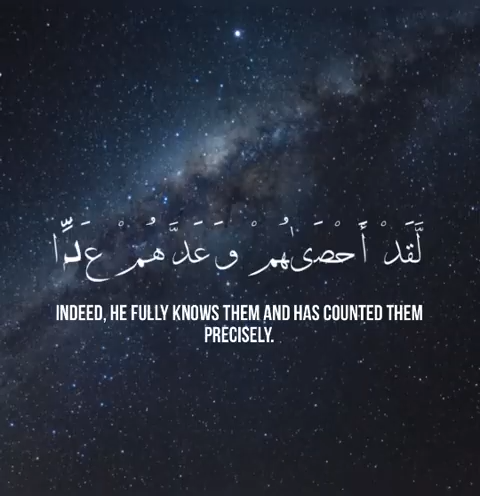 لَّقَدْ أَحْصَىٰهُمْ وَعَدَّهُمْ عَدًّا
INDEED, HE FULLY KNOWS THEM AND HAS COUNTED THEM
PRECISELY.